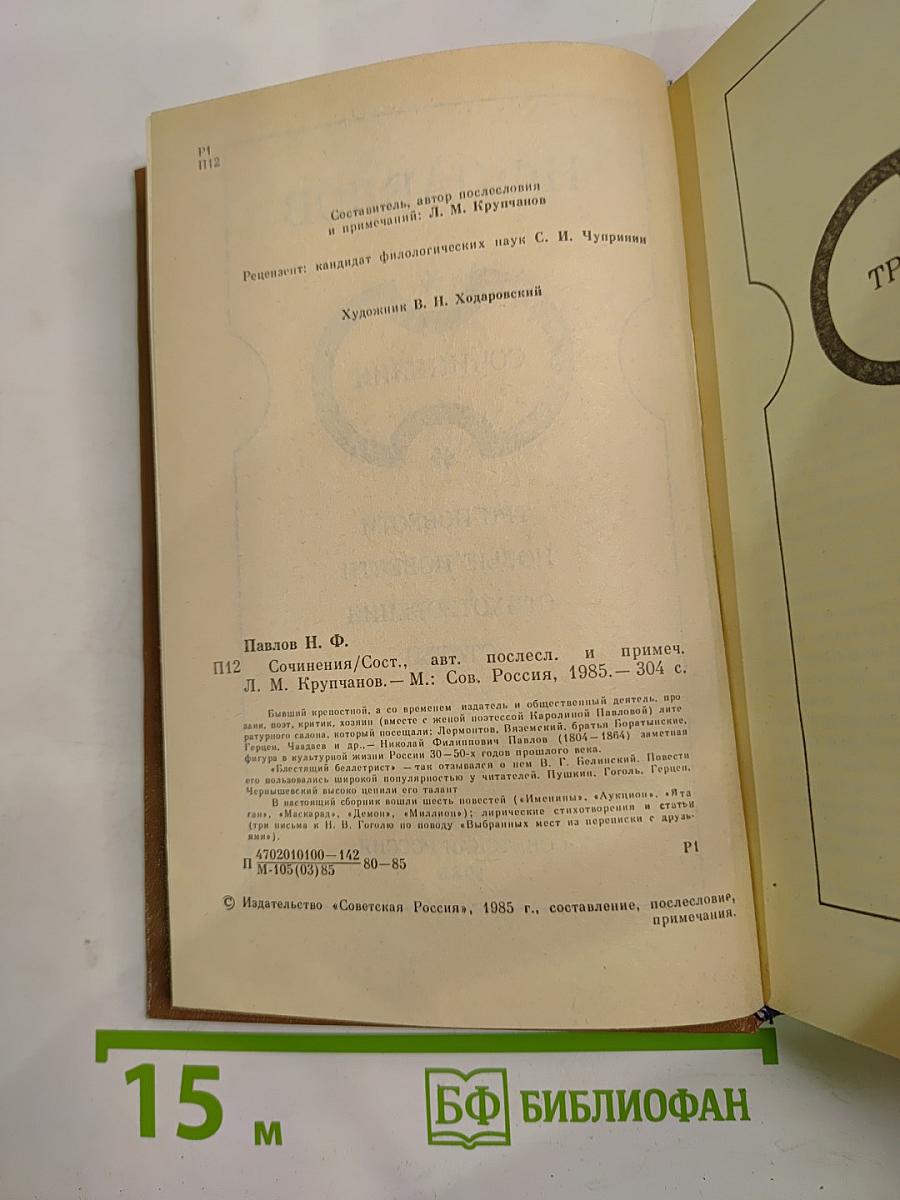 Р1
П12
Составитель, автор послесловия
и примечаний: Л. М. Крупчанов
Рецензент: кандидат филологических наук С. И. Чупринин
Художник В. Н. Ходаровский
СОЧИНЕНИЯ
ТРИ ПОВЕСТИ
НОВЫЕ ПОВЕСТИ
Павлов Н. Ф.
П12 Сочинения/Сост., авт. послесл. и примеч.
Л. М. Крупчанов.— М.: Сов. Россия, 1985.— 304 с.
Бывший крепостной, а со временем издатель и общественный деятель, про
заик, поэт, критик, хозяин (вместе с женой поэтессой Каролиной Павловой) лите
ратурного салона, который посещали: Лермонтов, Вяземский, братья Боратынские,
Герцен, Чаадаев и др.,— Николай Филиппович Павлов (1804—1864) заметная
фигура в культурной жизни России 30—50-х годов прошлого века.
«Блестящий беллетрист» —так отзывался о нем В. Г. Белинский. Повести
его пользовались широкой популярностью у читателей. Пушкин, Гоголь, Герцен,
Чернышевский высоко ценили его талант
В настоящий сборник вошли шесть повестей («Именины», «Аукцион», «Ята
ган», «Маскарад», «Демон», «Миллион»); лирические стихотворения и статьи
(три письма к Н. В. Гоголю по поводу «Выбранных мест из переписки с друзь-
ями»).
П 4702010100—142
М-105(03)85 80—85
Р1
© Издательство «Советская Россия», 1985 г., составление, послесловие,
примечания.
ТР
15 м
БФ БИБЛИОФАН